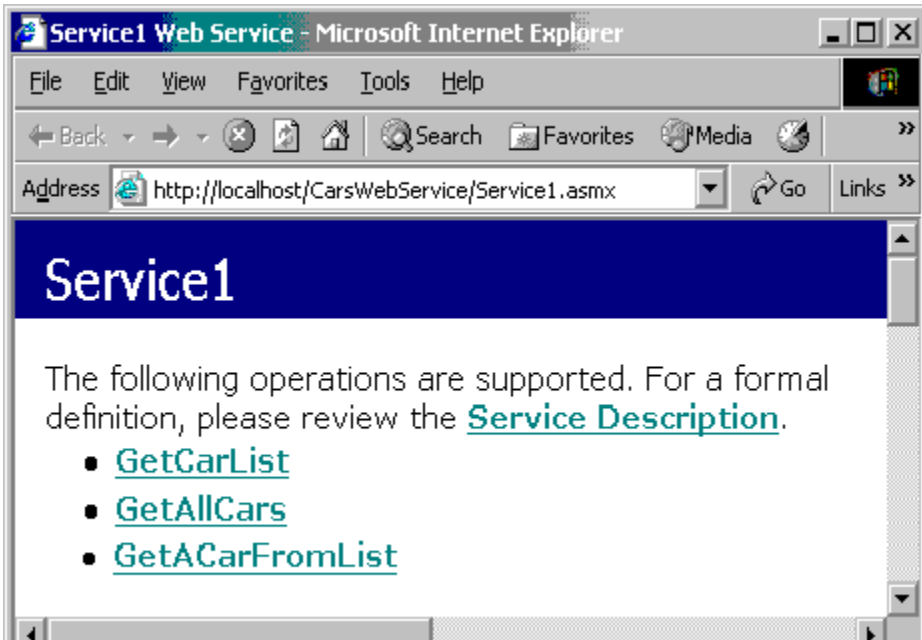 Service1 Web Service - Microsoft Internet Explorer
File Edit View Favorites Tools Help
Back Search Favorites Media »
Address http://localhost/CarsWebService/Service1.asmx Go Links »
Service1
The following operations are supported. For a formal
definition, please review the Service Description.
• GetCarList
• GetAllCars
• GetACarFromList